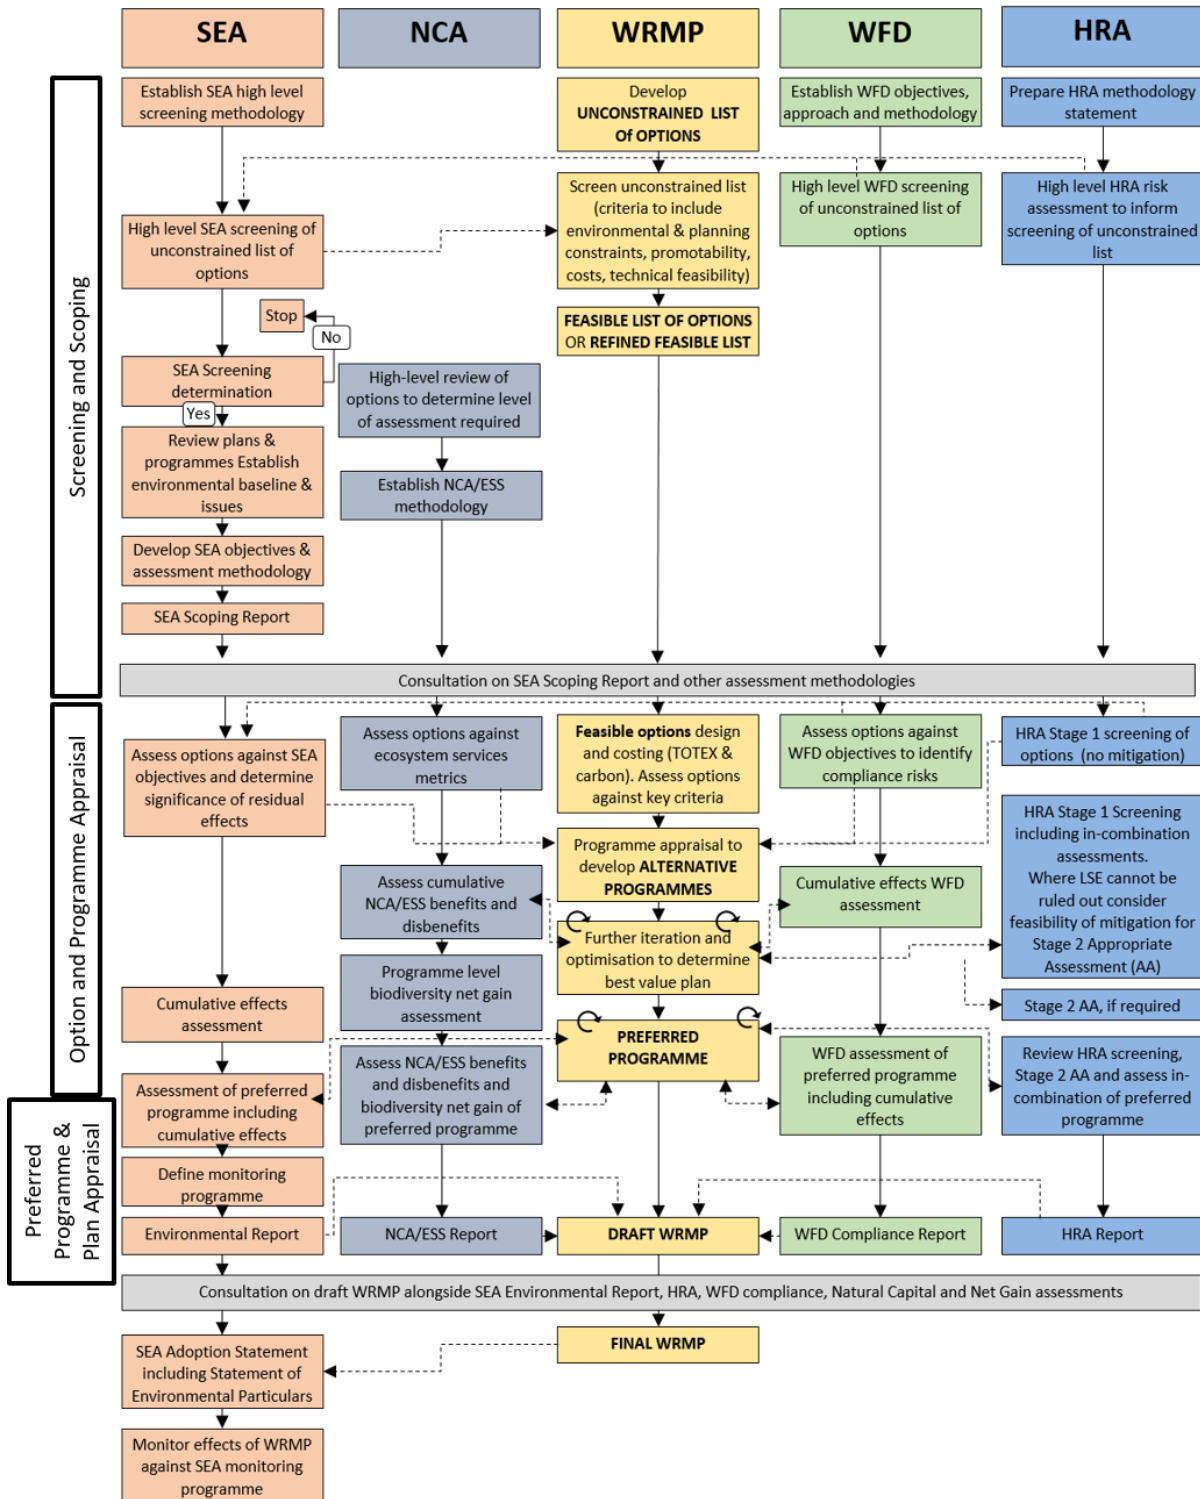 SEA
NCA
WRMP
WFD
HRA
Screening and Scoping
Establish SEA high level
screening methodology
Develop
UNCONSTRAINED LIST
Of OPTIONS
Establish WFD objectives,
approach and methodology
Prepare HRA methodology
statement
High level SEA screening of
unconstrained list of
options
Screen unconstrained list
(criteria to include
environmental & planning
constraints, promotability,
costs, technical feasibility)
High level WFD screening
of unconstrained list of
options
High level HRA risk
assessment to inform
screening of unconstrained
list
Stop
No
FEASIBLE LIST OF OPTIONS
OR REFINED FEASIBLE LIST
SEA Screening
determination
Yes
High-level review of
options to determine level
of assessment required
Review plans &
programmes Establish
environmental baseline &
issues
Establish NCA/ESS
methodology
Develop SEA objectives &
assessment methodology
SEA Scoping Report
Consultation on SEA Scoping Report and other assessment methodologies
Option and Programme Appraisal
Assess options against SEA
objectives and determine
significance of residual
effects
Assess options against
ecosystem services
metrics
Feasible options design
and costing (TOTEX &
carbon). Assess options
against key criteria
Assess options against
WFD objectives to identify
compliance risks
HRA Stage 1 screening of
options (no mitigation)
HRA Stage 1 Screening
including in-combination
assessments.
Where LSE cannot be
ruled out consider
feasibility of mitigation for
Stage 2 Appropriate
Assessment (AA)
Programme appraisal to
develop ALTERNATIVE
PROGRAMMES
Assess cumulative
NCA/ESS benefits and
disbenefits
Cumulative effects WFD
assessment
Further iteration and
optimisation to determine
best value plan
Programme level
biodiversity net gain
assessment
Cumulative effects
assessment
Stage 2 AA, if required
PREFERRED
PROGRAMME
Assess NCA/ESS benefits
and disbenefits and
biodiversity net gain of
preferred programme
WFD assessment of
preferred programme
including cumulative
effects
Review HRA screening,
Stage 2 AA and assess in-
combination of preferred
programme
Preferred
Programme &
Plan Appraisal
Assessment of preferred
programme including
cumulative effects
Define monitoring
programme
Environmental Report
NCA/ESS Report
DRAFT WRMP
WFD Compliance Report
HRA Report
Consultation on draft WRMP alongside SEA Environmental Report, HRA, WFD compliance, Natural Capital and Net Gain assessments
SEA Adoption Statement
including Statement of
Environmental Particulars
FINAL WRMP
Monitor effects of WRMP
against SEA monitoring
programme